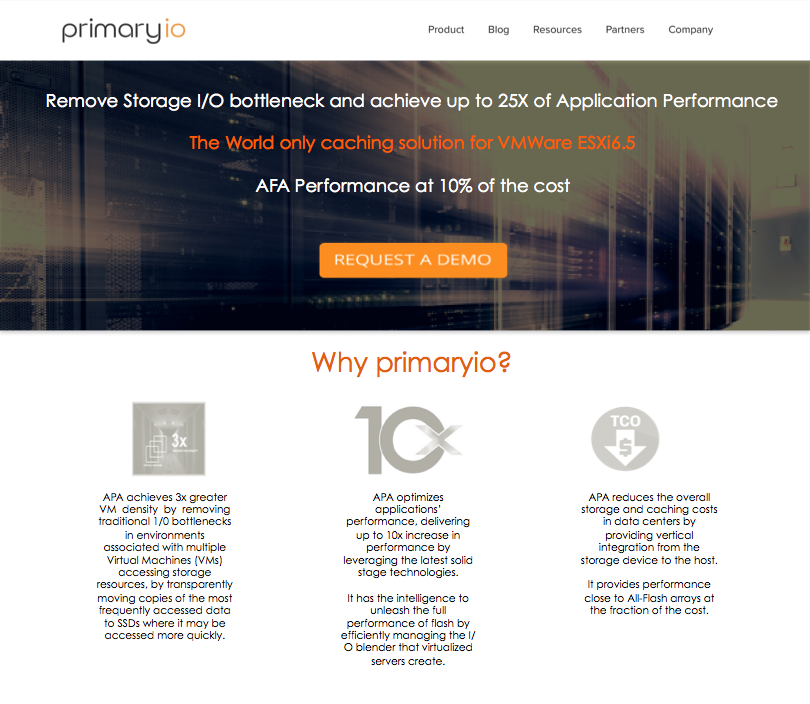 primaryio
Product Blog Resources Partners Company
Remove Storage I/O bottleneck and achieve up to 25X of Application Performance
The World only caching solution for VMWare ESXi6.5
AFA Performance at 10% of the cost
REQUEST A DEMO
Why primaryio?
3x
10x
TCO
$
APA achieves 3x greater
VM density by removing
traditional 1/0 bottlenecks
in environments
associated with multiple
Virtual Machines (VMs)
accessing storage
resources, by transparently
moving copies of the most
frequently accessed data
to SSDs where it may be
accessed more quickly.
APA optimizes
applications'
performance, delivering
up to 10x increase in
performance by
leveraging the latest solid
stage technologies.
It has the intelligence to
unleash the full
performance of flash by
efficiently managing the I/
O blender that virtualized
servers create.
APA reduces the overall
storage and caching costs
in data centers by
providing vertical
integration from the
storage device to the host.
It provides performance
close to All-Flash arrays at
the fraction of the cost.